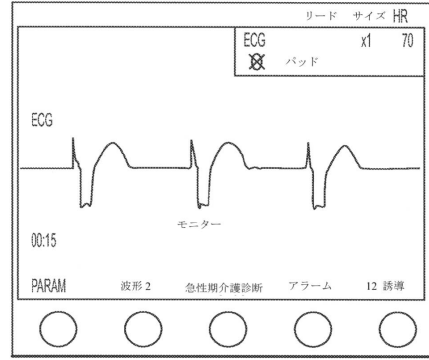 リード サイズ HR
ECG x1 70
パッド
ECG
モニター
00:15
PARAM 波形 2 急性期介護診断 アラーム 12 誘導